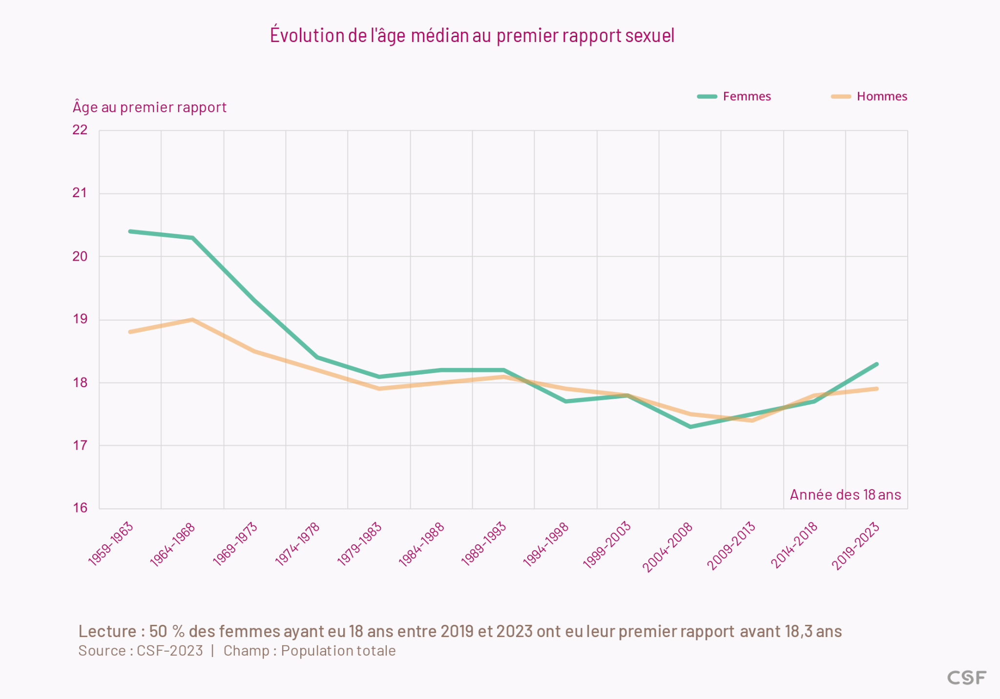 Évolution de l'âge médian au premier rapport sexuel
Femmes
Hommes
Âge au premier rapport
22
21
20
19
18
17
16
Année des 18 ans
1959-1963
1964-1968
1969-1973
1974-1978
1979-1983
1984-1988
1989-1993
1994-1998
1999-2003
2004-2008
2009-2013
2014-2018
2019-2023
Lecture : 50 % des femmes ayant eu 18 ans entre 2019 et 2023 ont eu leur premier rapport avant 18,3 ans
Source : CSF-2023 | Champ : Population totale
CSF